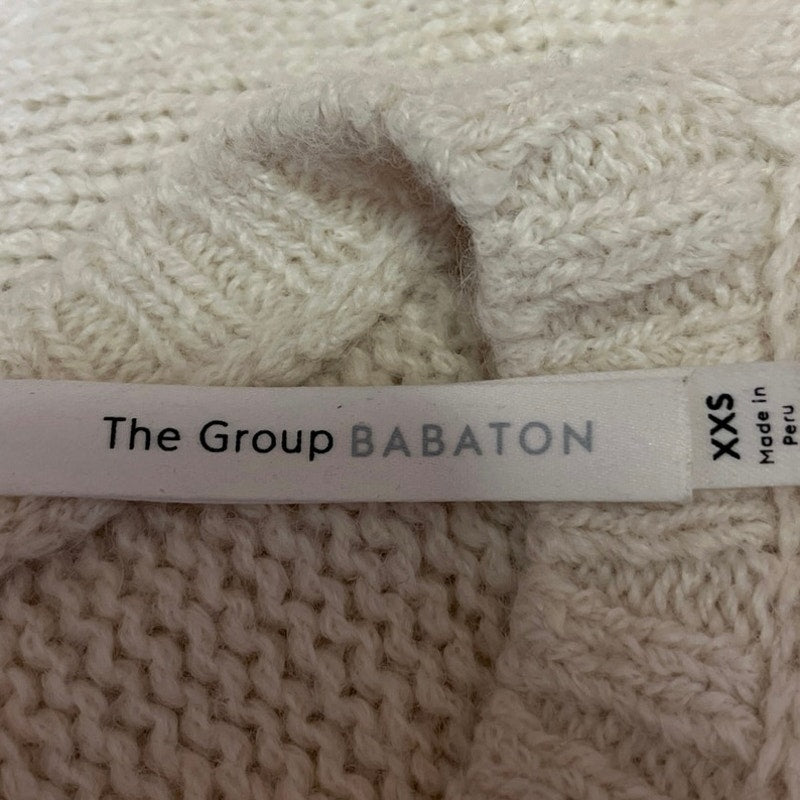 The Group BABATON
XXS
Made in
Peru